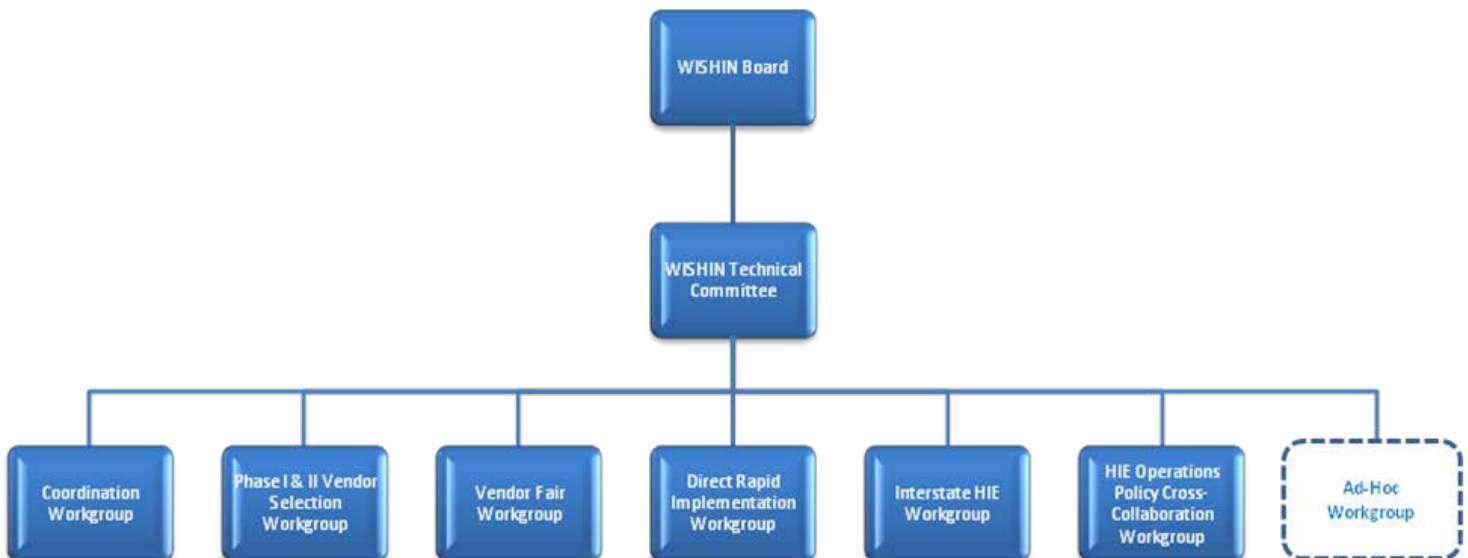 WISHIN Board
WISHIN Technical
Committee
Coordination
Workgroup
Phase I & II Vendor
Selection
Workgroup
Vendor Fair
Workgroup
Direct Rapid
Implementation
Workgroup
Interstate HIE
Workgroup
HIE Operations
Policy Cross-
Collaboration
Workgroup
Ad-Hoc
Workgroup